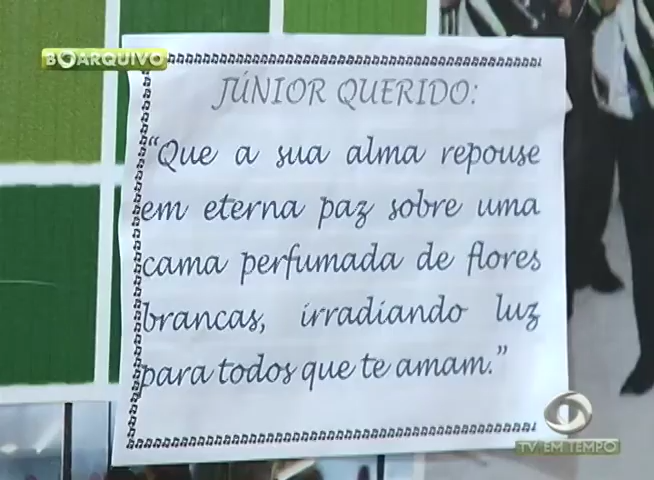 BOARQUIVO
JÚNIOR QUERIDO:
“Que a sua alma repouse
em eterna paz sobre uma
cama perfumada de flores
brancas, irradiando luz
para todos que te amam.”
TV EM TEMPO